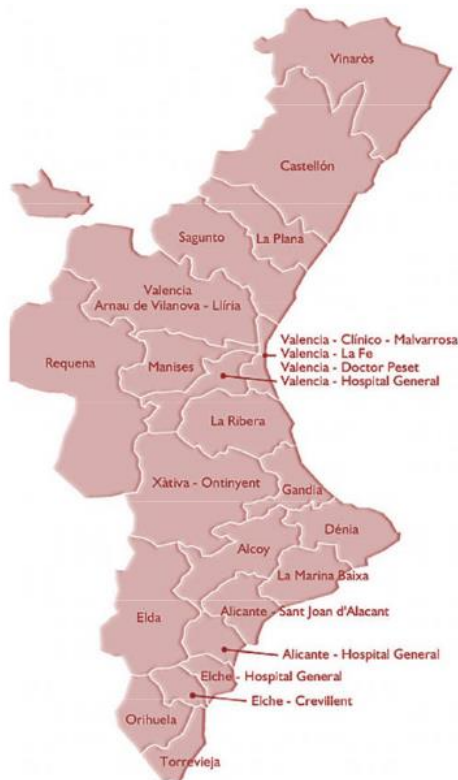 Vinaròs
Castellón
La Plana
Sagunto
Valencia
Arnau de Vilanova - Llíria
Valencia - Clínico - Malvarrosa
Valencia - La Fe
Valencia - Doctor Peset
Valencia - Hospital General
Requena
Manises
La Ribera
Xàtiva - Ontinyent
Gandia
Dénia
Alcoy
La Marina Baixa
Elda
Alicante - Sant Joan d'Alacant
Alicante - Hospital General
Elche - Hospital General
Elche - Crevillent
Orihuela
Torrevieja